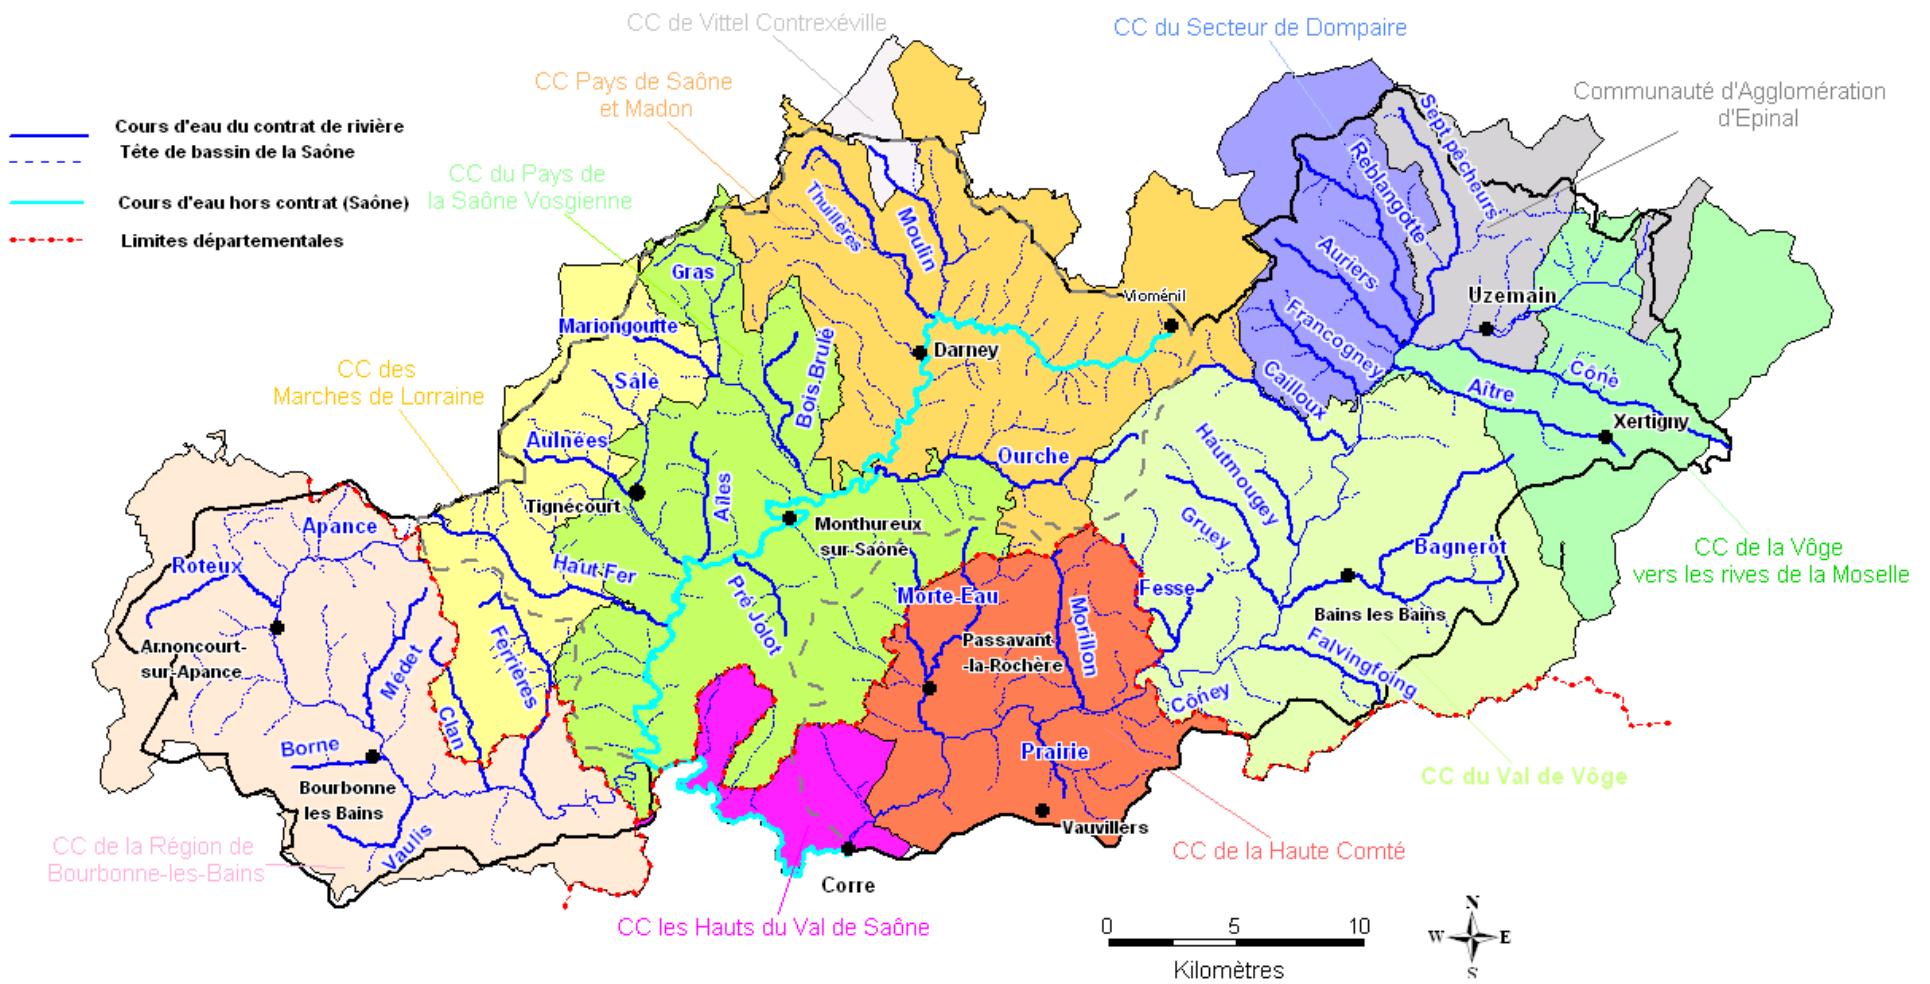 CC de Vittel Contrexéville
CC du Secteur de Dompaire
CC Pays de Saône
et Madon
Communauté d'Agglomération
d'Epinal
Cours d'eau du contrat de rivière
Tête de bassin de la Saône
Cours d'eau hors contrat (Saône)
Limites départementales
CC du Pays de
la Saône Vosgienne
CC des
Marches de Lorraine
Sept pêcheurs
Reblangotte
Auriers
Francogney
Cailloux
Uzemain
Cône
Aître
Xertigny
Thuillères
Moulin
Gras
Mariongoutte
Bois Brulé
Vioménil
Darney
Sâle
Aulnées
Tignécourt
Ailes
Ourche
Monthureux
sur-Saône
Hautmougey
Gruey
Bagnerot
Bains les Bains
CC de la Vôge
vers les rives de la Moselle
Apance
Roteux
Haut-Fer
Pré Jolot
Morte-Eau
Fesse
Morillon
Passavant-
-la-Rochère
Falvingfoing
Arnoncourt-
sur-Apance
Médet
Ferrières
Clan
Côney
Borne
Bourbonne
les Bains
Vaulis
Prairie
Vauvillers
CC du Val de Vôge
CC de la Région de
Bourbonne-les-Bains
CC de la Haute Comté
Corre
CC les Hauts du Val de Saône
0 5 10
Kilomètres
N
W E
S